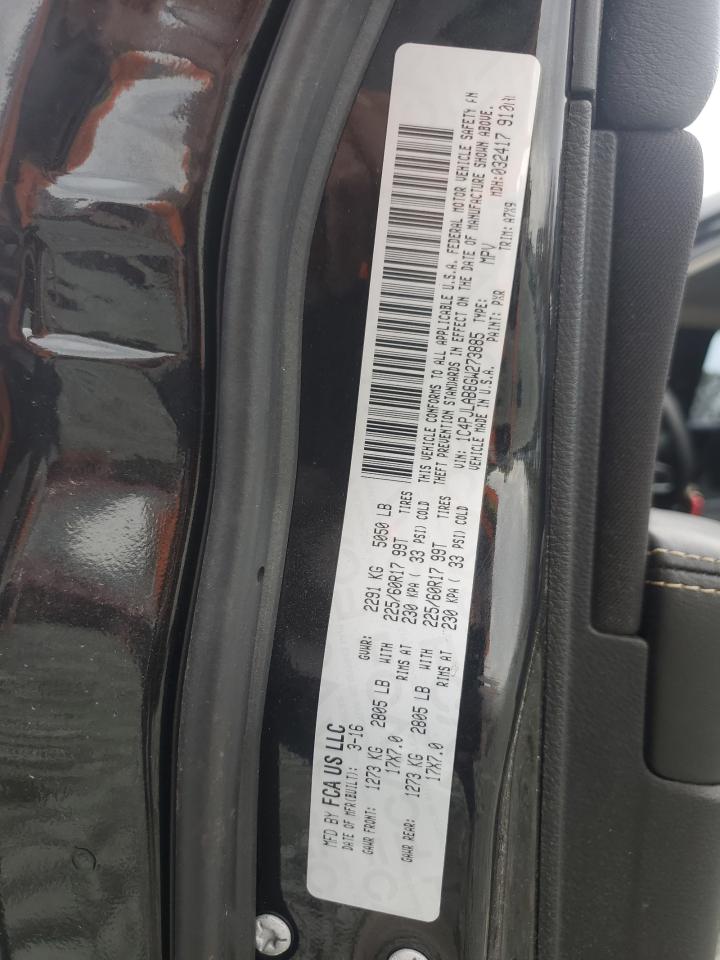 MFD BY FCA US LLC
DATE OF MFR(BUILT): 3-16 GVWR: 2291 KG 5050 LB
GAWR FRONT: 1273 KG 2805 LB WITH 225/60R17 99T TIRES
17X7.0 RIMS AT 230 KPA ( 33 PSI) COLD
GAWR REAR: 1273 KG 2805 LB WITH 225/60R17 99T TIRES
17X7.0 RIMS AT 230 KPA ( 33 PSI) COLD
THIS VEHICLE CONFORMS TO ALL APPLICABLE U.S.A. FEDERAL MOTOR VEHICLE SAFETY
THEFT PREVENTION STANDARDS IN EFFECT ON THE DATE OF MANUFACTURE SHOWN ABOVE.
VIN: 1C4PJLAB8GW273885 TYPE: MPV MDH:032417 910
VEHICLE MADE IN U.S.A. PAINT: PXR TRIM: A7X9